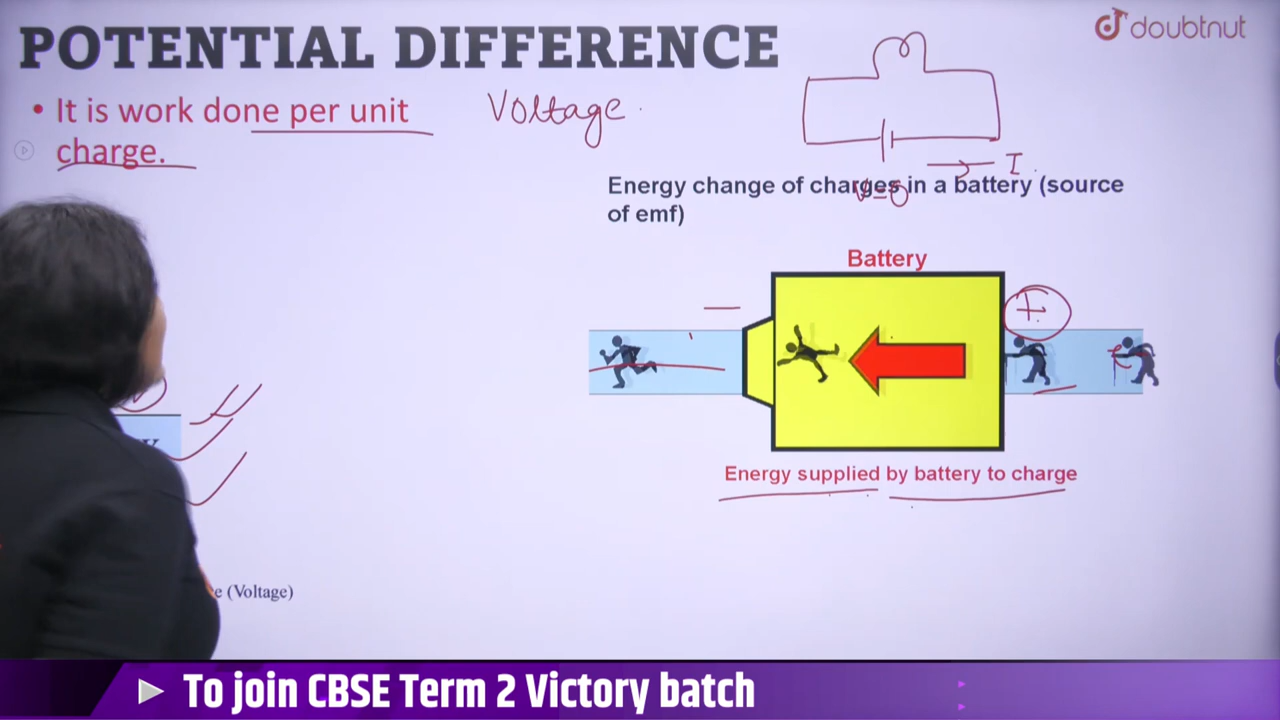 POTENTIAL DIFFERENCE
doubtnut
• It is work done per unit
charge.
Voltage
I
V=0
Energy change of charges in a battery (source
of emf)
Battery
Energy supplied by battery to charge
e (Voltage)
To join CBSE Term 2 Victory batch